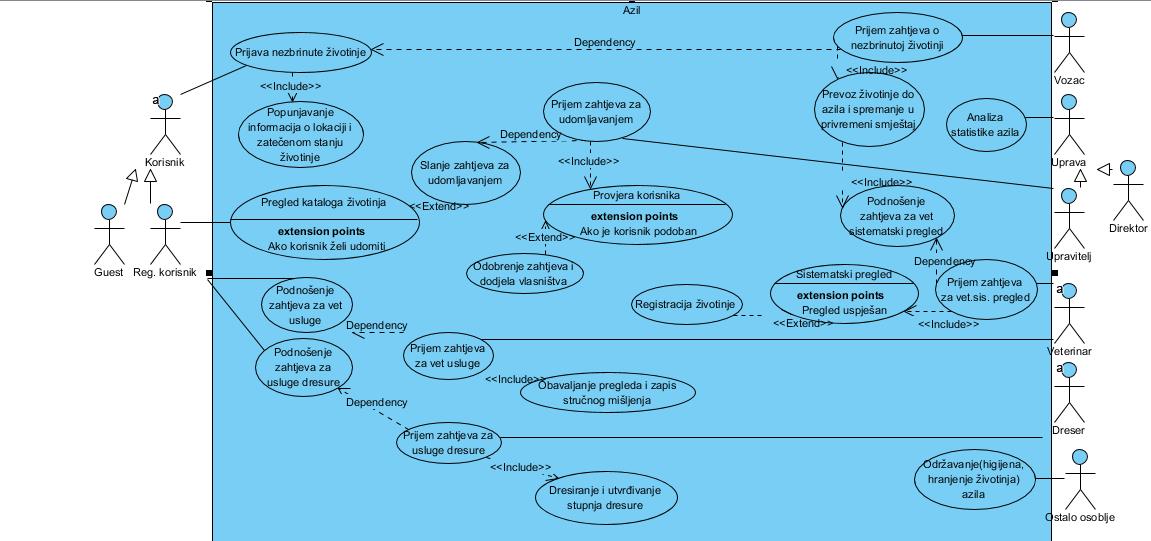 Azil
Prijava nezbrinute životinje
<<Include>>
Popunjavanje
informacija o lokaciji i
zatečenom stanju
životinje
Dependency
Prijem zahtjeva o
nezbrinutoj životinji
<<Include>>
Prevoz životinje do
azila i spremanje u
privremeni smještaj
<<Include>>
Podnošenje
zahtjeva za vet
sistematski pregled
Analiza
statistike azila
Vozac
Uprava
Direktor
Upravitelj
a
Korisnik
Guest
Reg. korisnik
Prijem zahtjeva za
udomljavanjem
Dependency
Slanje zahtjeva za
udomljavanjem
<<Include>>
<<Extend>>
Pregled kataloga životinja
extension points
Ako korisnik želi udomiti
Provjera korisnika
extension points
Ako je korisnik podoban
<<Extend>>
Odobrenje zahtjeva i
dodjela vlasništva
Dependency
Prijem zahtjeva
za vet.sis. pregled
Sistematski pregled
extension points
Pregled uspješan
<<Include>>
<<Extend>>
Registracija životinje
a
Veterinar
Podnošenje
zahtjeva za vet
usluge
Dependency
Prijem zahtjeva
za vet usluge
<<Include>>
Obavaljanje pregleda i zapis
stručnog mišljenja
Podnošenje
zahtjeva za
usluge dresure
Dependency
Prijem zahtjeva za
usluge dresure
<<Include>>
Dresiranje i utvrđivanje
stupnja dresure
a
Dreser
Održavanje(higijena,
hranjenje životinja)
azila
Ostalo osoblje